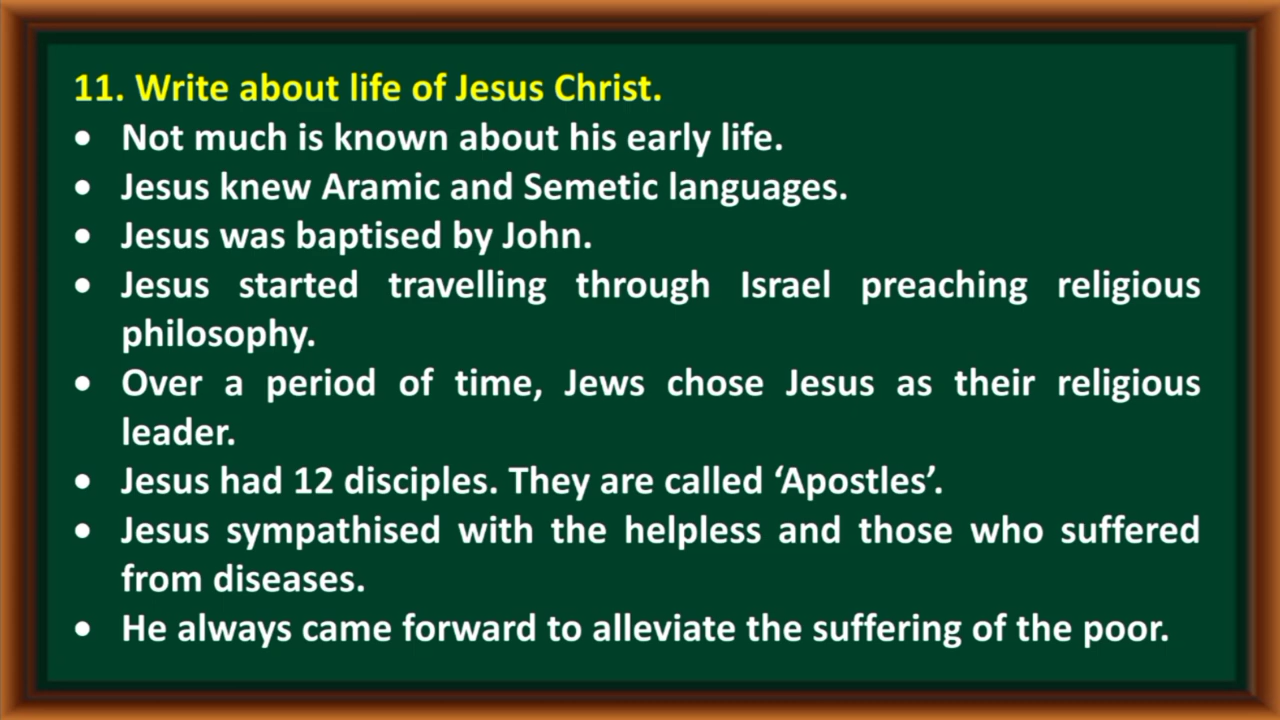 11. Write about life of Jesus Christ.
• Not much is known about his early life.
• Jesus knew Aramic and Semetic languages.
• Jesus was baptised by John.
• Jesus started travelling through Israel preaching religious
philosophy.
• Over a period of time, Jews chose Jesus as their religious
leader.
• Jesus had 12 disciples. They are called ‘Apostles’.
• Jesus sympathised with the helpless and those who suffered
from diseases.
• He always came forward to alleviate the suffering of the poor.